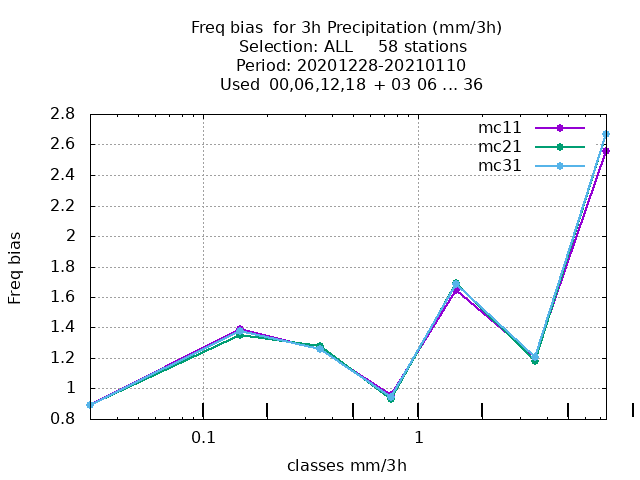 Freq bias  for 3h Precipitation (mm/3h)
Selection: ALL     58 stations
Period: 20201228-20210110
Used  00,06,12,18  + 03 06 ... 36
mc11
mc21
mc31
2.8
2.6
2.4
2.2
2
1.8
1.6
1.4
1.2
1
0.8
Freq bias
0.1
1
classes mm/3h